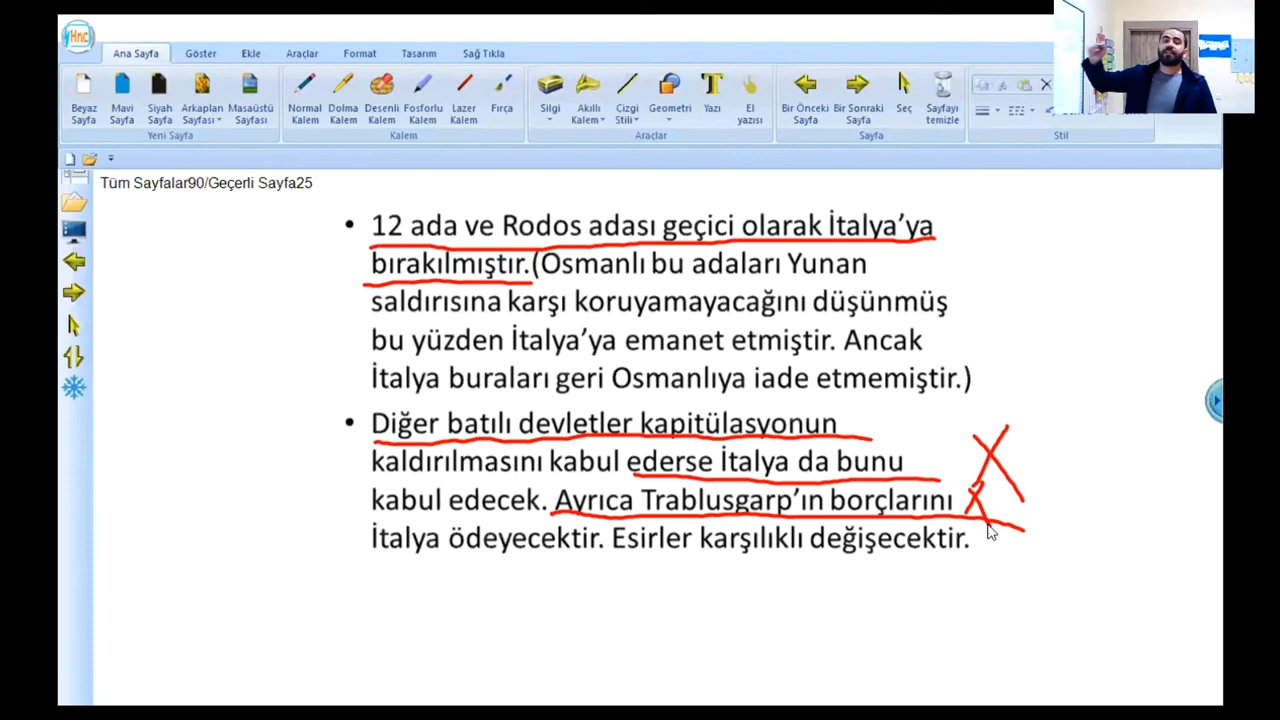 Hnc
Ana Sayfa Göster Ekle Araçlar Format Tasarım Sağ Tıkla
Beyaz Sayfa Mavi Sayfa Siyah Sayfa Arkaplan Sayfası Masaüstü Sayfası
Yeni Sayfa
Normal Kalem Dolma Kalem Desenli Kalem Fosforlu Kalem Lazer Kalem Fırça
Kalem
Silgi Akıllı Kalem Çizgi Stili Geometri Yazı El yazısı
Araçlar
Bir Önceki Sayfa Bir Sonraki Sayfa Seç Sayfayı temizle
Sayfa
Stil
Tüm Sayfalar90/Geçerli Sayfa25
• 12 ada ve Rodos adası geçici olarak İtalya’ya
bırakılmıştır.(Osmanlı bu adaları Yunan
saldırısına karşı koruyamayacağını düşünmüş
bu yüzden İtalya’ya emanet etmiştir. Ancak
İtalya buraları geri Osmanlıya iade etmemiştir.)
• Diğer batılı devletler kapitülasyonun
kaldırılmasını kabul ederse İtalya da bunu
kabul edecek. Ayrıca Trablusgarp’ın borçlarını
İtalya ödeyecektir. Esirler karşılıklı değişecektir.